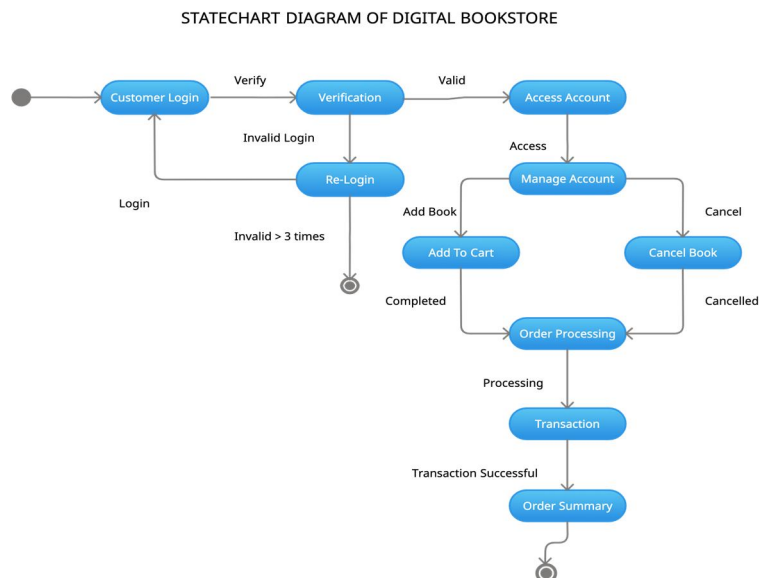 STATECHART DIAGRAM OF DIGITAL BOOKSTORE
Verify
Valid
Customer Login
Verification
Access Account
Invalid Login
Access
Re-Login
Manage Account
Login
Add Book
Cancel
Invalid > 3 times
Add To Cart
Cancel Book
Completed
Cancelled
Order Processing
Processing
Transaction
Transaction Successful
Order Summary